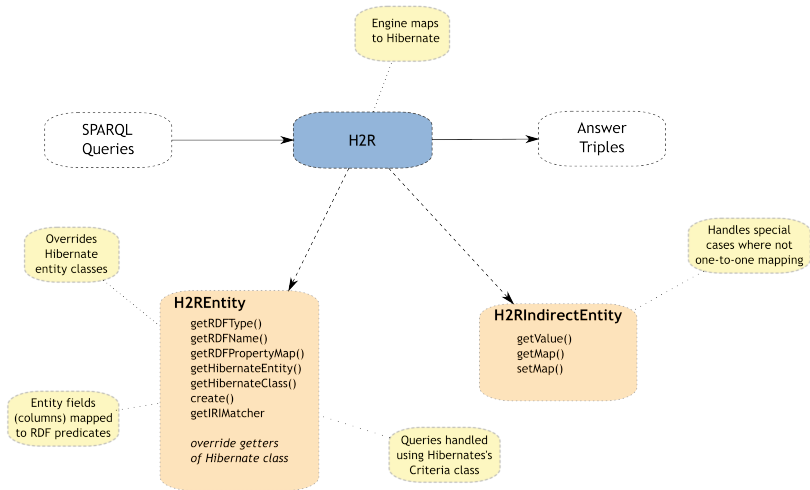 Engine maps
to Hibernate
SPARQL
Queries
H2R
Answer
Triples
Overrides
Hibernate
entity classes
Handles special
cases where not
one-to-one mapping
H2REntity
getRDFType()
getRDFName()
getRDFPropertyMap()
getHibernateEntity()
getHibernateClass()
create()
getIRIMatcher
override getters
of Hibernate class
H2RIndirectEntity
getValue()
getMap()
setMap()
Entity fields
(columns) mapped
to RDF predicates
Queries handled
using Hibernates's
Criteria class